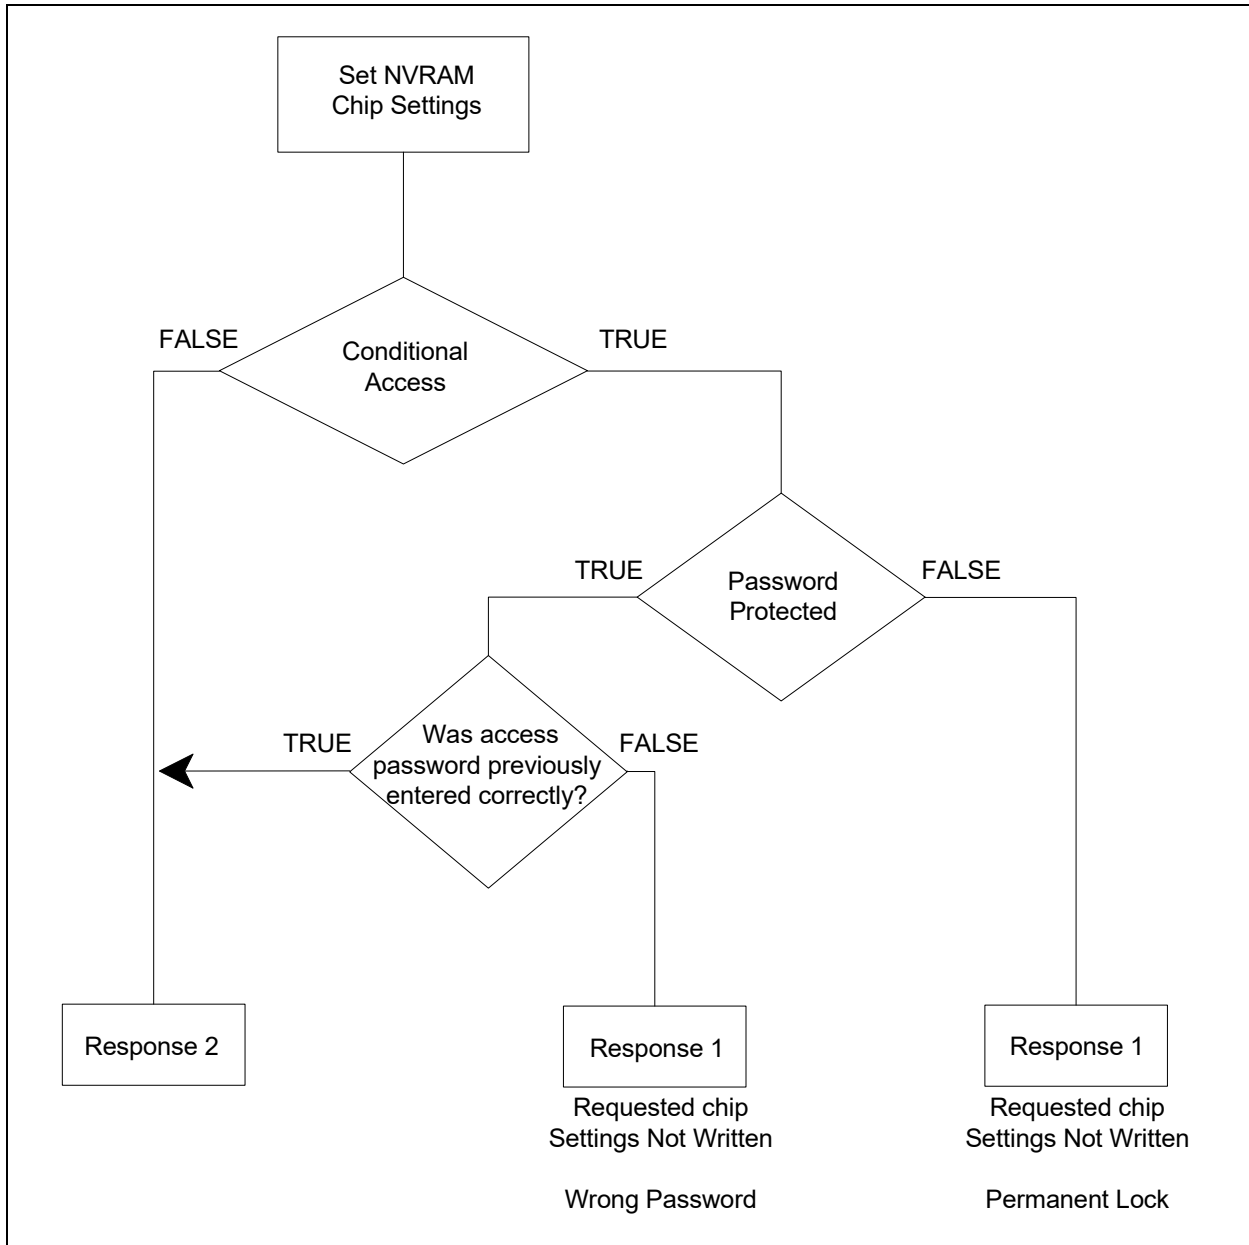 Set NVRAM
Chip Settings
FALSE
TRUE
Conditional
Access
TRUE
FALSE
Password
Protected
TRUE
FALSE
Was access
password previously
entered correctly?
Response 2
Response 1
Requested chip
Settings Not Written
Wrong Password
Response 1
Requested chip
Settings Not Written
Permanent Lock